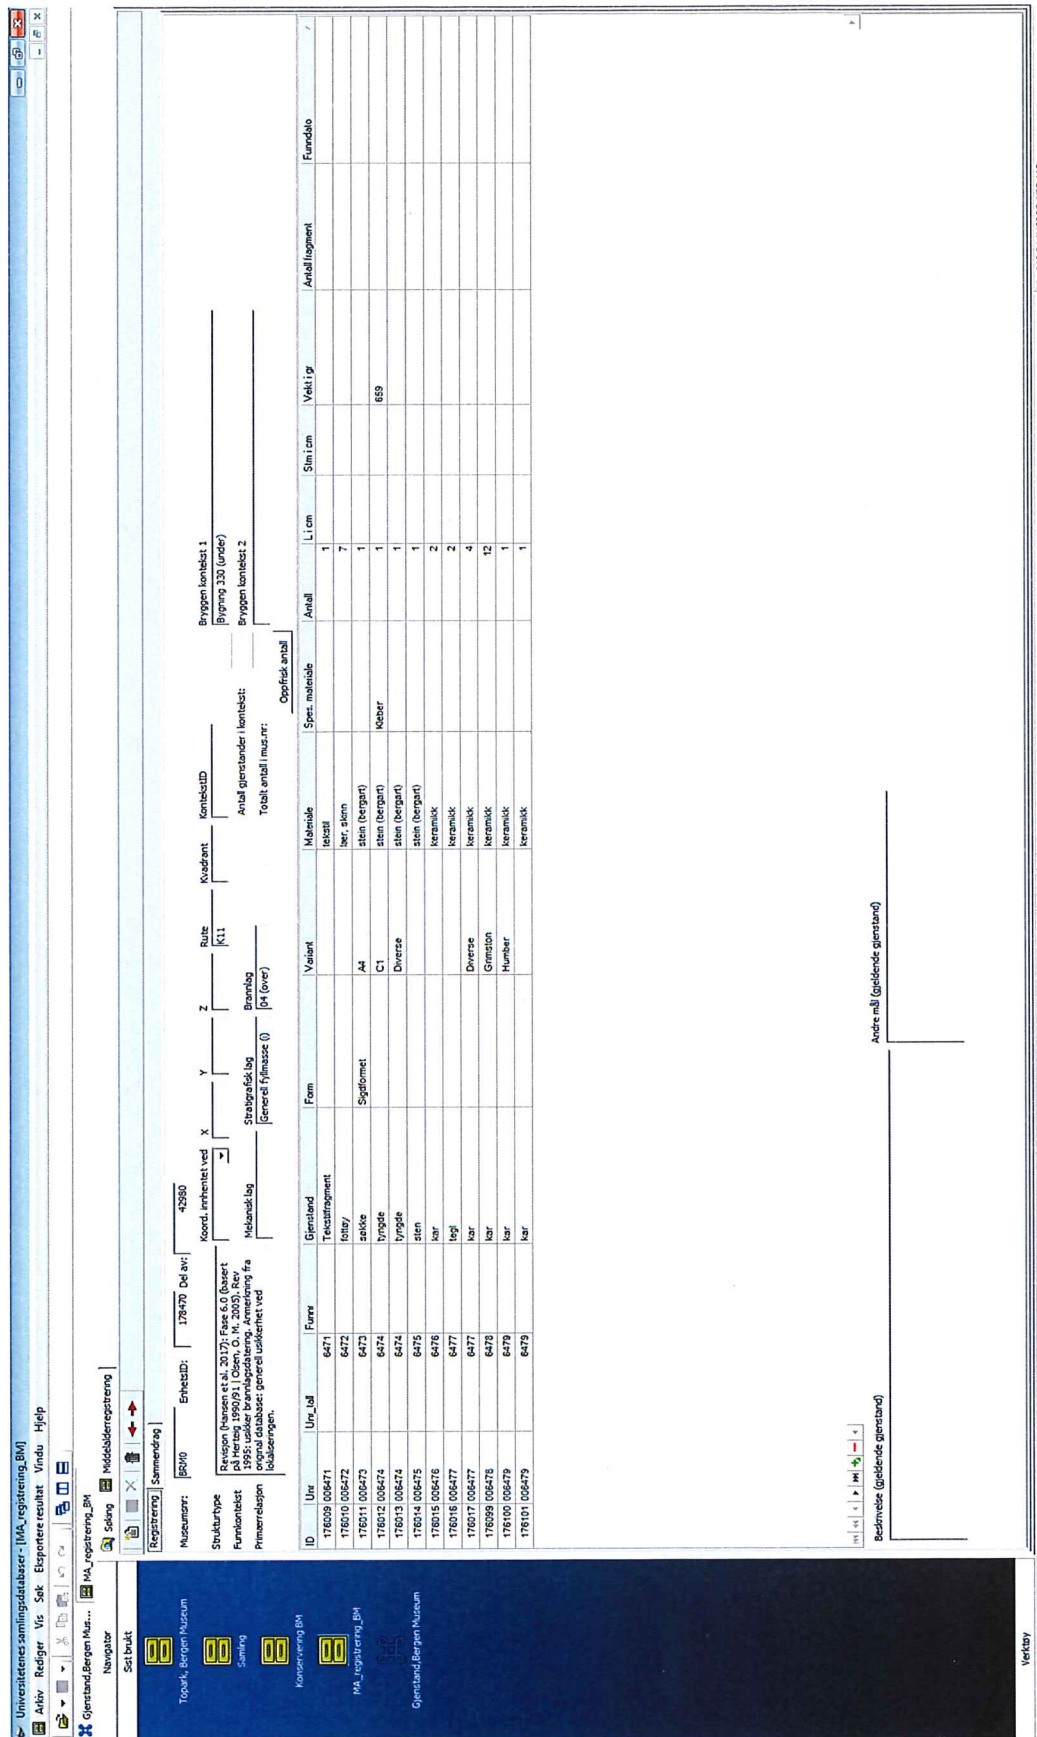 Universitetenes samlingsdatabaser - [MA_registrering_BM]
Arkiv Rediger Vis Søk Eksportere resultat Vindu Hjelp
Gjenstand,Bergen Mus... MA_registrering_BM
Navigator
Søking Middelalderregistrering
Sist brukt
Topark, Bergen Museum
Samling
Konservering BM
MA_registrering_BM
Gjenstand,Bergen Museum
Verktøy
Registrering Sammendrag
Museumsnr: BRM0 EnhetsID: 178470 Del av: 42980
Koord. innhentet ved X Y Z Rute Kvadrant KontekstID Bryggen kontekst 1
K11 Bygning 330 (under)
Strukturtype
Funnkontekst
Primærrelasjon
Revisjon (Hansen et al. 2017): Fase 6.0 (basert
på Herteig 1990/91 | Olsen, O. M. 2005). Rev
1995: usikker brannlagsdatering. Anmerkning fra
original database: generell usikkerhet ved
lokaliseringen.
Mekanisk lag Stratigrafisk lag Brannlag Antall gjenstander i kontekst: Bryggen kontekst 2
Generell fyllmasse (i) 04 (over) Totalt antall i mus.nr:
Oppfrisk antall
ID Unr Unr_tall Funnr Gjenstand Form Variant Materiale Spes. materiale Antall L i cm Stm i cm Vekt i gr Antall fragment Funndato
176009 006471 6471 Tekstilfragment tekstil 1
176010 006472 6472 fottøy lær, skinn 7
176011 006473 6473 søkke Sigdformet A4 stein (bergart) 1
176012 006474 6474 tyngde C1 stein (bergart) Kleber 1 659
176013 006474 6474 tyngde Diverse stein (bergart) 1
176014 006475 6475 sten stein (bergart) 1
176015 006476 6476 kar keramikk 2
176016 006477 6477 tegl keramikk 2
176017 006477 6477 kar Diverse keramikk 4
176099 006478 6478 kar Grimston keramikk 12
176100 006479 6479 kar Humber keramikk 1
176101 006479 6479 kar keramikk 1
Beskrivelse (gjeldende gjenstand) Andre mål (gjeldende gjenstand)